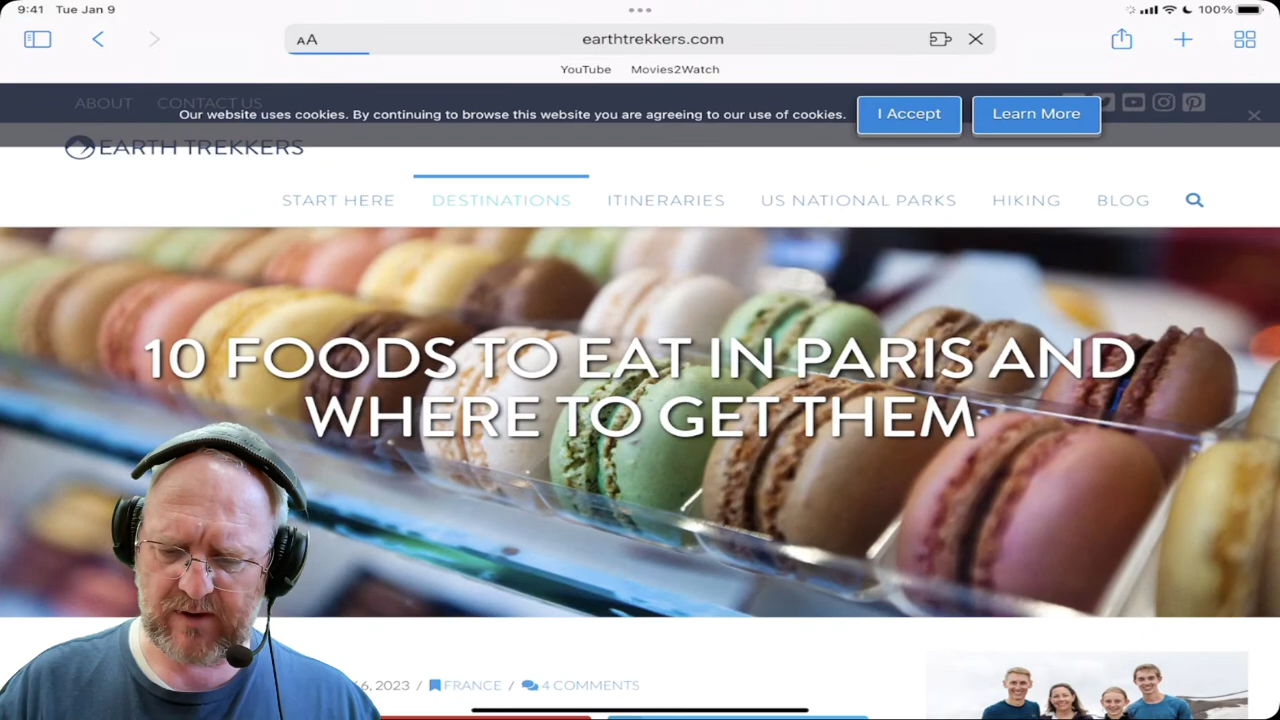 9:41 Tue Jan 9
100%
AA
earthtrekkers.com
YouTube Movies2Watch
ABOUT CONTACT US
Our website uses cookies. By continuing to browse this website you are agreeing to our use of cookies.
I Accept
Learn More
EARTH TREKKERS
START HERE DESTINATIONS ITINERARIES US NATIONAL PARKS HIKING BLOG
10 FOODS TO EAT IN PARIS AND
WHERE TO GET THEM
6, 2023 / FRANCE / 4 COMMENTS